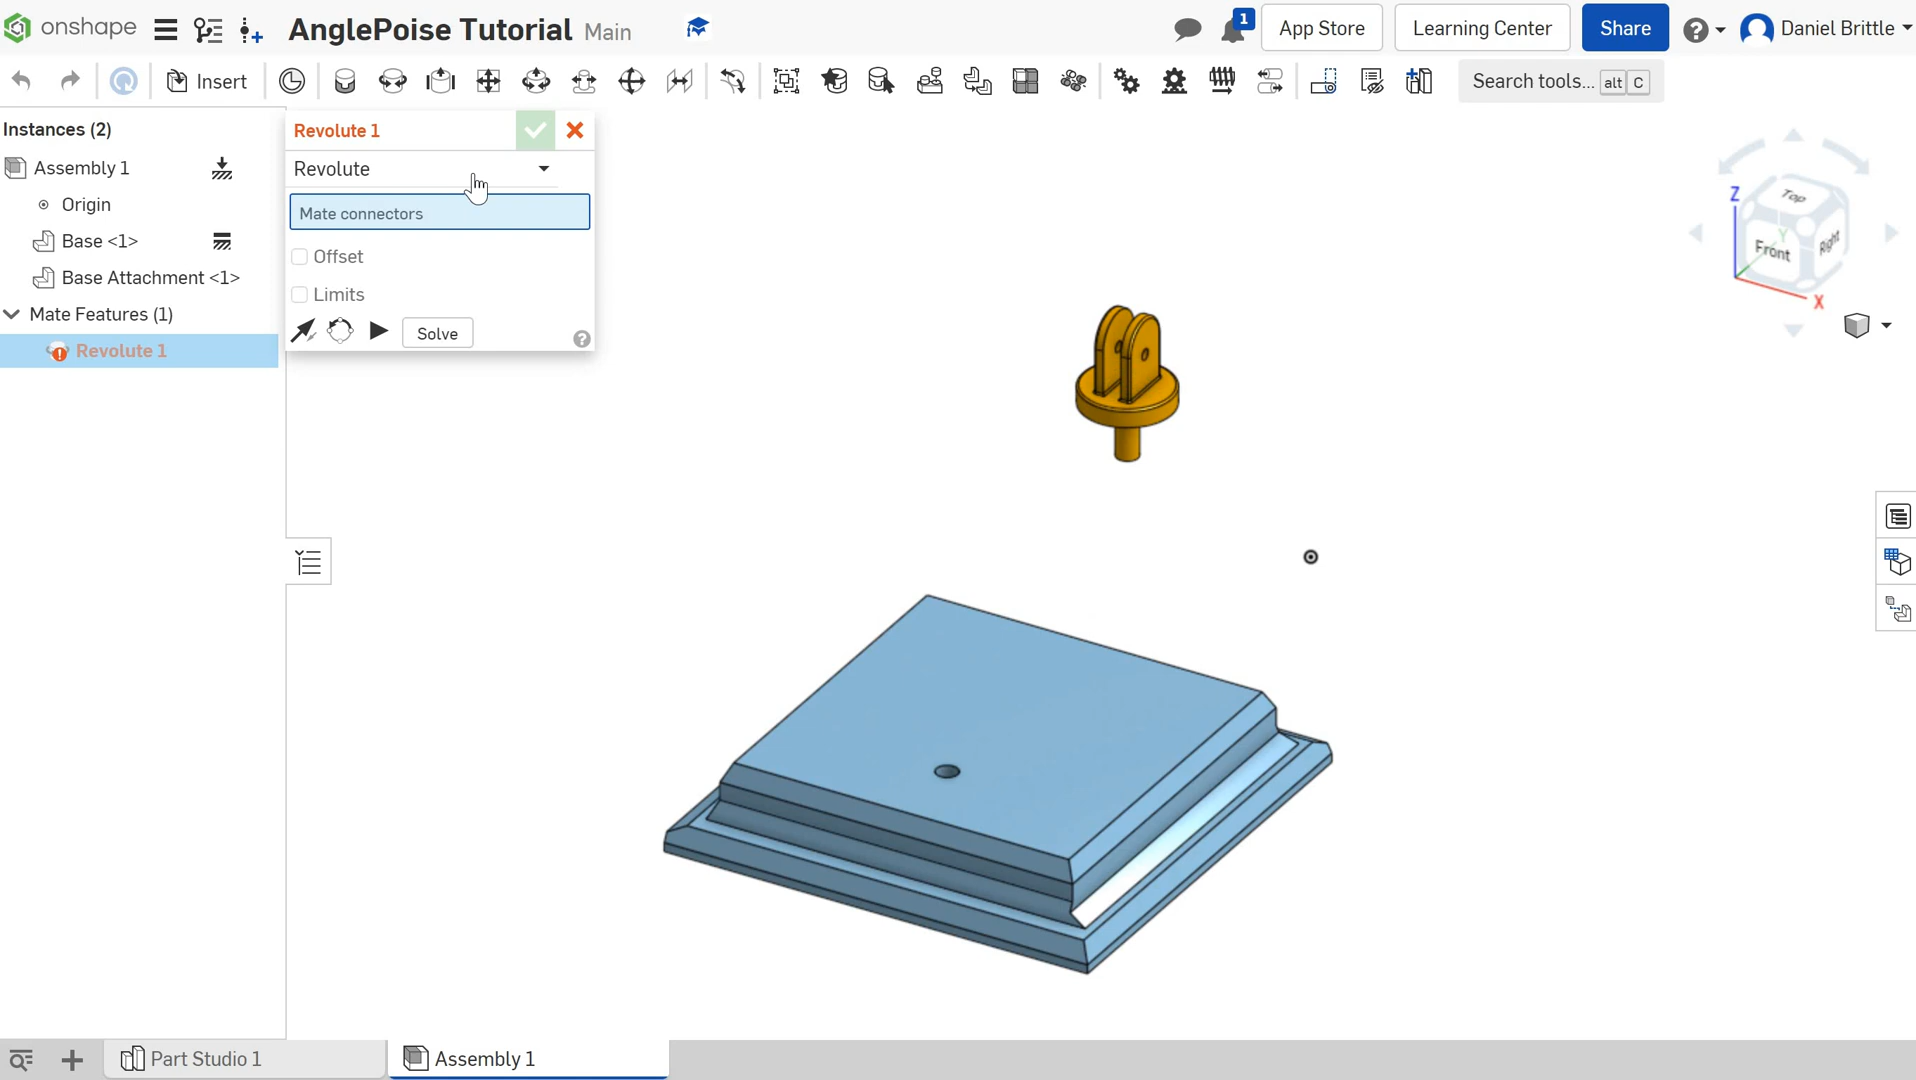 onshape AnglePoise Tutorial Main 1 App Store Learning Center Share Daniel Brittle
Insert Search tools... alt C
Instances (2)
Assembly 1
Origin
Base <1>
Base Attachment <1>
Mate Features (1)
Revolute 1
Revolute 1
Revolute
Mate connectors
Offset
Limits
Solve
Z
Top
Y
Front
Right
X
Part Studio 1 Assembly 1